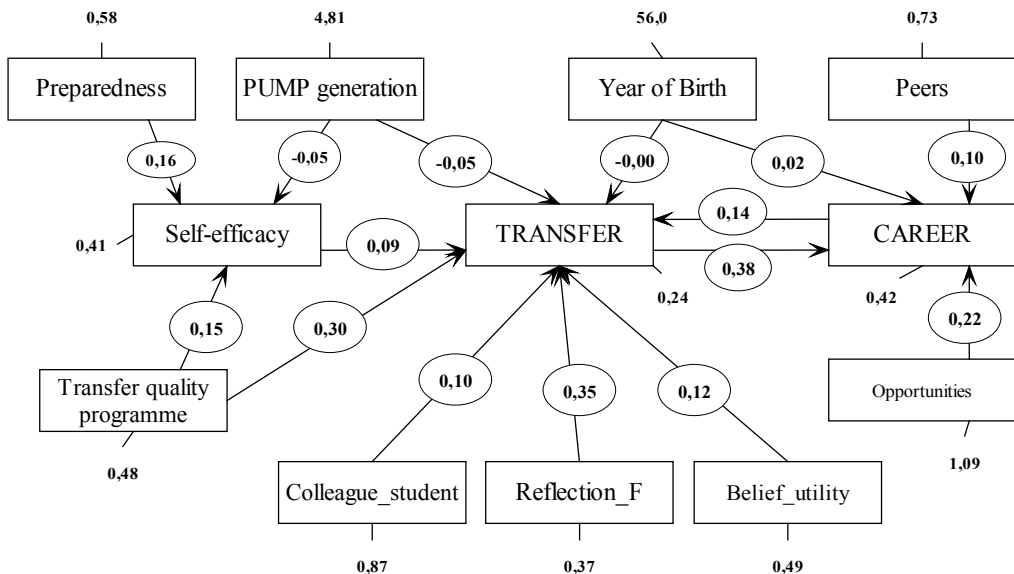 0,58
4,81
56,0
0,73
Preparedness
PUMP generation
Year of Birth
Peers
0,16
-0,05
-0,05
-0,00
0,02
0,10
0,41
Self-efficacy
0,09
TRANSFER
0,14
0,38
CAREER
0,24
0,42
0,15
0,30
0,22
Transfer quality
programme
0,10
0,35
0,12
Opportunities
0,48
1,09
Colleague_student
Reflection_F
Belief_utility
0,87
0,37
0,49